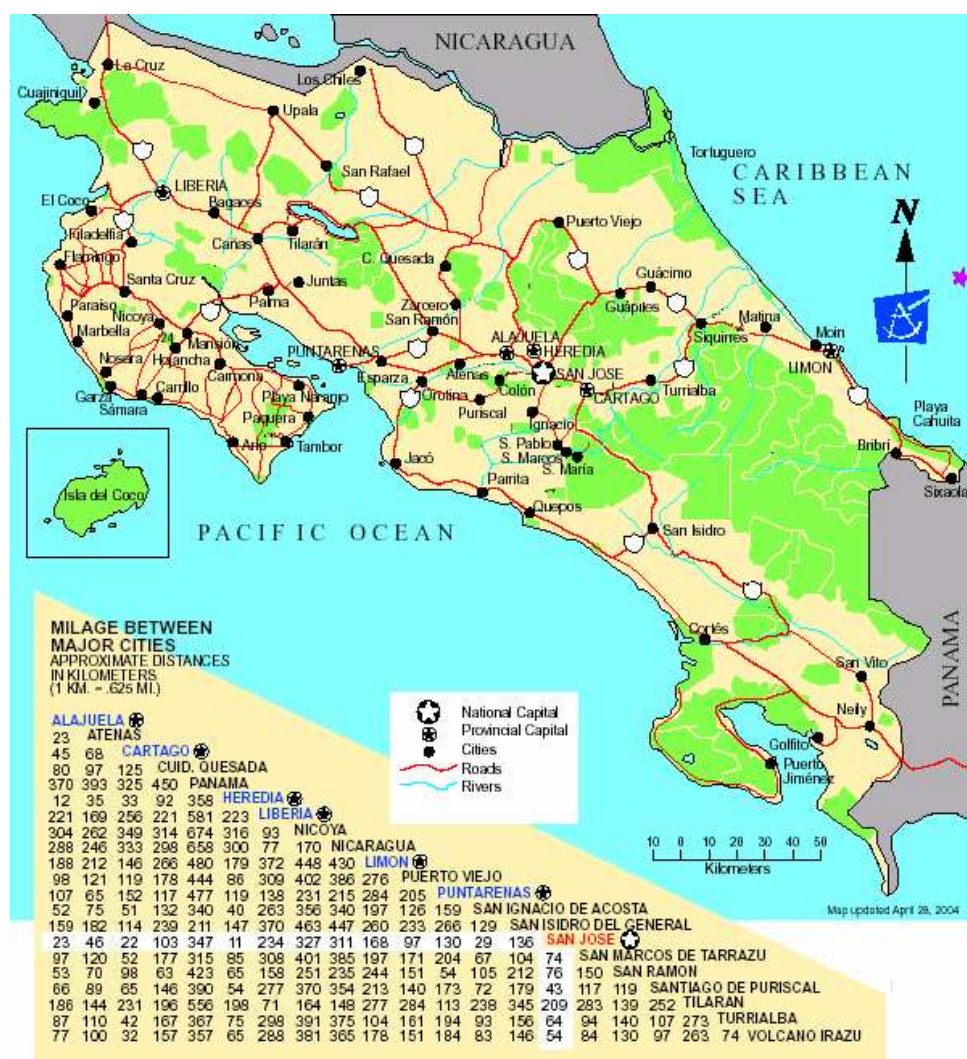 NICARAGUA
La Cruz
Los Chiles
Cuajiniquil
Upala
Tortuguero
CARIBBEAN
SEA
San Rafael
LIBERIA
El Coco
Bagaces
N
Filadelfia
Puerto Viejo
Cañas
Tilarán
Flamingo
C. Quesada
Guácimo
Santa Cruz
Juntas
Palma
Guápiles
Zarcero
Paraiso
Nicoya
San Ramón
Siquirres
Matina
Marbella
24
Mansión
ALAJUELA
HEREDIA
Moin
Nosara
Hojancha
PUNTARENAS
LIMON
Carmona
Esparza
Atenas
SAN JOSE
Colón
CARTAGO
Turrialba
Garza
Carrillo
Playa Naranjo
Orotina
Sámara
Puriscal
Paquera
Ignacio
Playa
Cahuita
Ario
Tambor
S. Pablo
Bribrí
S. Marcos
Jacó
S. María
Sixaola
Parrita
Isla del Coco
Quepos
San Isidro
PACIFIC OCEAN
PANAMA
Cortés
San Vito
Neily
Golfito
Puerto
Jiménez
MILAGE BETWEEN
MAJOR CITIES
APPROXIMATE DISTANCES
IN KILOMETERS
(1 KM. = .625 MI.)
National Capital
Provincial Capital
Cities
Roads
Rivers
10 0 10 20 30 40 50
Kilometers
Map updated April 28, 2004
ALAJUELA
23 ATENAS
45 68 CARTAGO
80 97 125 CUID. QUESADA
370 393 325 450 PANAMA
12 35 33 92 358 HEREDIA
221 169 256 221 581 223 LIBERIA
304 262 349 314 674 316 93 NICOYA
288 246 333 298 658 300 77 170 NICARAGUA
188 212 146 266 480 179 372 448 430 LIMON
98 121 119 178 444 86 309 402 386 276 PUERTO VIEJO
107 65 152 117 477 119 138 231 215 284 205 PUNTARENAS
52 75 51 132 340 40 263 356 340 197 126 159 SAN IGNACIO DE ACOSTA
159 182 114 239 211 147 370 463 447 260 233 266 129 SAN ISIDRO DEL GENERAL
23 46 22 103 347 11 234 327 311 168 97 130 29 136 SAN JOSE
97 120 52 177 315 85 308 401 385 197 171 204 67 104 74 SAN MARCOS DE TARRAZU
53 70 98 63 423 65 158 251 235 244 151 54 105 212 76 150 SAN RAMON
66 89 65 146 390 54 277 370 354 213 140 173 72 179 43 117 119 SANTIAGO DE PURISCAL
186 144 231 196 556 198 71 164 148 277 284 113 238 345 209 283 139 252 TILARAN
87 110 42 167 367 75 298 391 375 104 161 194 93 156 64 94 140 107 273 TURRIALBA
77 100 32 157 357 65 288 381 365 178 151 184 83 146 54 84 130 97 263 74 VOLCANO IRAZU